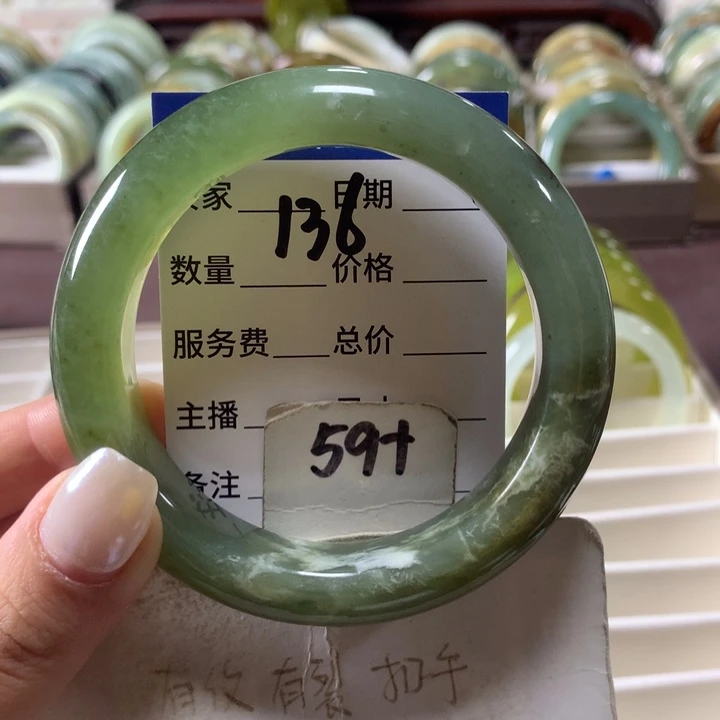 家 136 日期
数量 价格
服务费 总价
主播
59+
备注
有纹 有裂 扣手